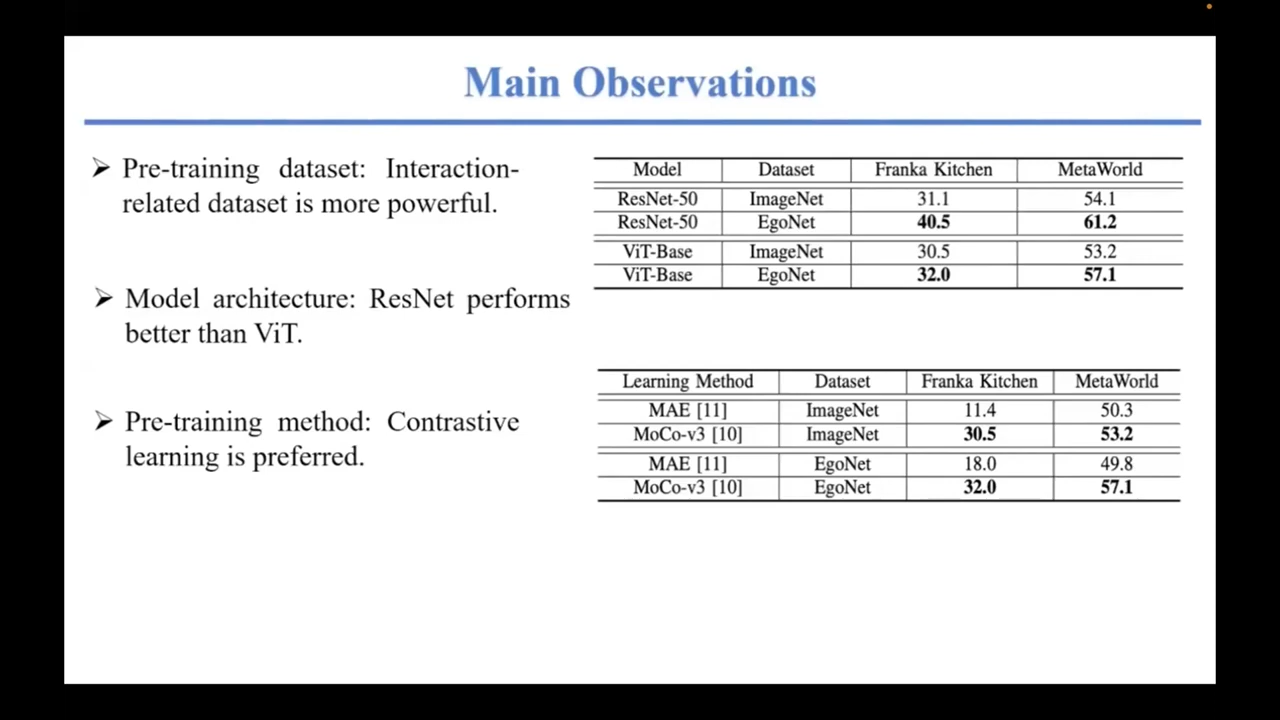 Main Observations
➢ Pre-training dataset: Interaction-
related dataset is more powerful.
➢ Model architecture: ResNet performs
better than ViT.
➢ Pre-training method: Contrastive
learning is preferred.
Model Dataset Franka Kitchen MetaWorld
ResNet-50 ImageNet 31.1 54.1
ResNet-50 EgoNet 40.5 61.2
ViT-Base ImageNet 30.5 53.2
ViT-Base EgoNet 32.0 57.1
Learning Method Dataset Franka Kitchen MetaWorld
MAE [11] ImageNet 11.4 50.3
MoCo-v3 [10] ImageNet 30.5 53.2
MAE [11] EgoNet 18.0 49.8
MoCo-v3 [10] EgoNet 32.0 57.1